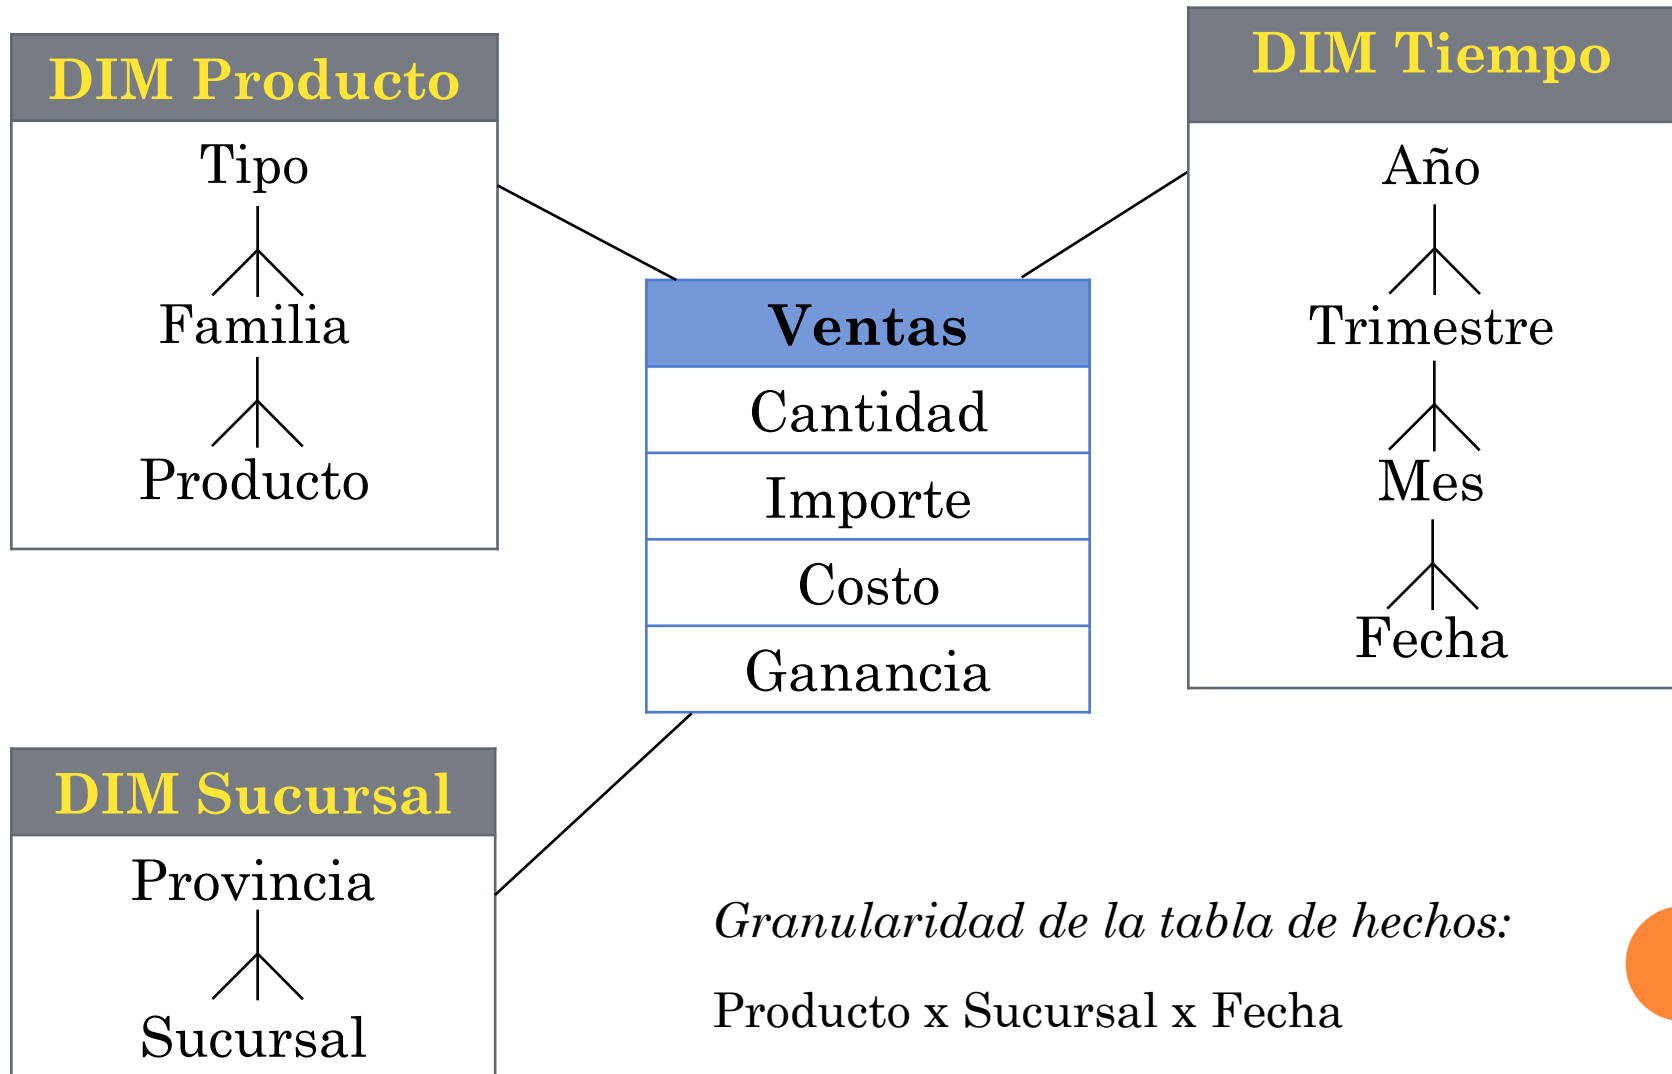 DIM Producto
Tipo
Familia
Producto
DIM Tiempo
Año
Trimestre
Mes
Fecha
Ventas
Cantidad
Importe
Costo
Ganancia
DIM Sucursal
Provincia
Sucursal
Granularidad de la tabla de hechos:
Producto x Sucursal x Fecha